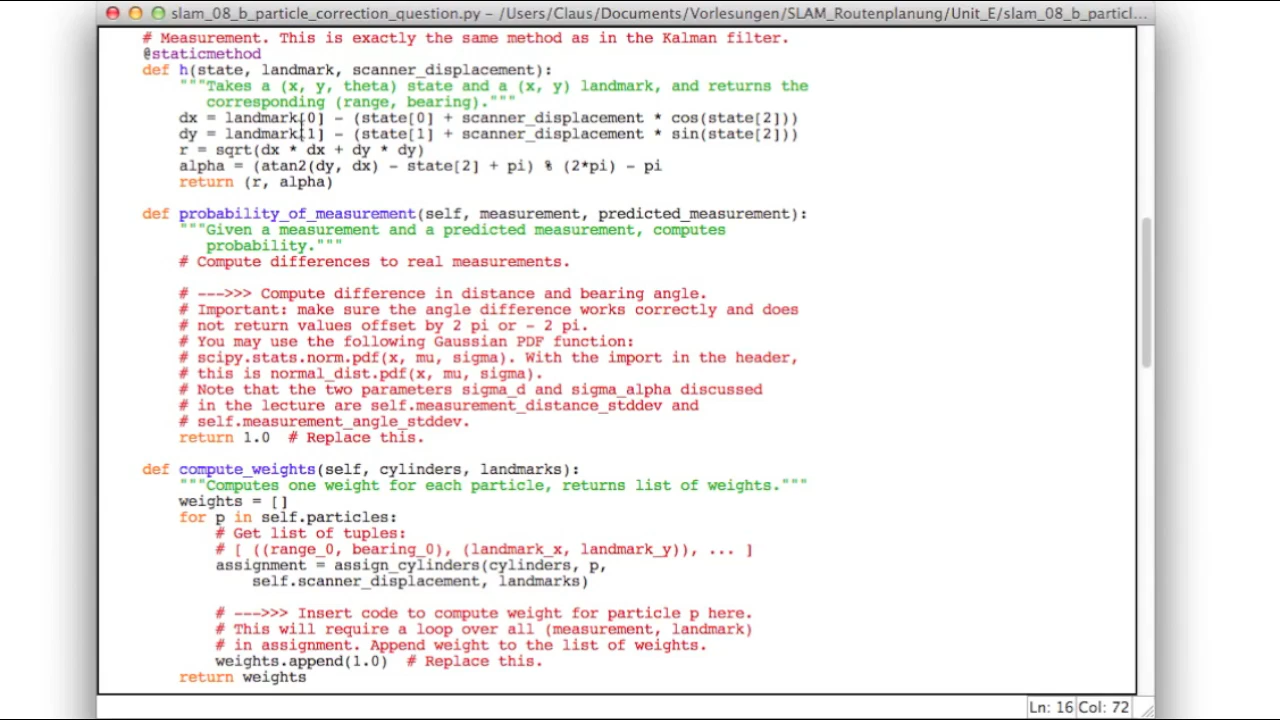 slam_08_b_particle_correction_question.py – /Users/Claus/Documents/Vorlesungen/SLAM_Routenplanung/Unit_E/slam_08_b_particl...
# Measurement. This is exactly the same method as in the Kalman filter.
@staticmethod
def h(state, landmark, scanner_displacement):
"""Takes a (x, y, theta) state and a (x, y) landmark, and returns the
corresponding (range, bearing)."""
dx = landmark[0] - (state[0] + scanner_displacement * cos(state[2]))
dy = landmark[1] - (state[1] + scanner_displacement * sin(state[2]))
r = sqrt(dx * dx + dy * dy)
alpha = (atan2(dy, dx) - state[2] + pi) % (2*pi) - pi
return (r, alpha)
def probability_of_measurement(self, measurement, predicted_measurement):
"""Given a measurement and a predicted measurement, computes
probability."""
# Compute differences to real measurements.
# --->>> Compute difference in distance and bearing angle.
# Important: make sure the angle difference works correctly and does
# not return values offset by 2 pi or - 2 pi.
# You may use the following Gaussian PDF function:
# scipy.stats.norm.pdf(x, mu, sigma). With the import in the header,
# this is normal_dist.pdf(x, mu, sigma).
# Note that the two parameters sigma_d and sigma_alpha discussed
# in the lecture are self.measurement_distance_stddev and
# self.measurement_angle_stddev.
return 1.0  # Replace this.
def compute_weights(self, cylinders, landmarks):
"""Computes one weight for each particle, returns list of weights."""
weights = []
for p in self.particles:
# Get list of tuples:
# [ ((range_0, bearing_0), (landmark_x, landmark_y)), ... ]
assignment = assign_cylinders(cylinders, p,
self.scanner_displacement, landmarks)
# --->>> Insert code to compute weight for particle p here.
# This will require a loop over all (measurement, landmark)
# in assignment. Append weight to the list of weights.
weights.append(1.0)  # Replace this.
return weights
Ln: 16 Col: 72